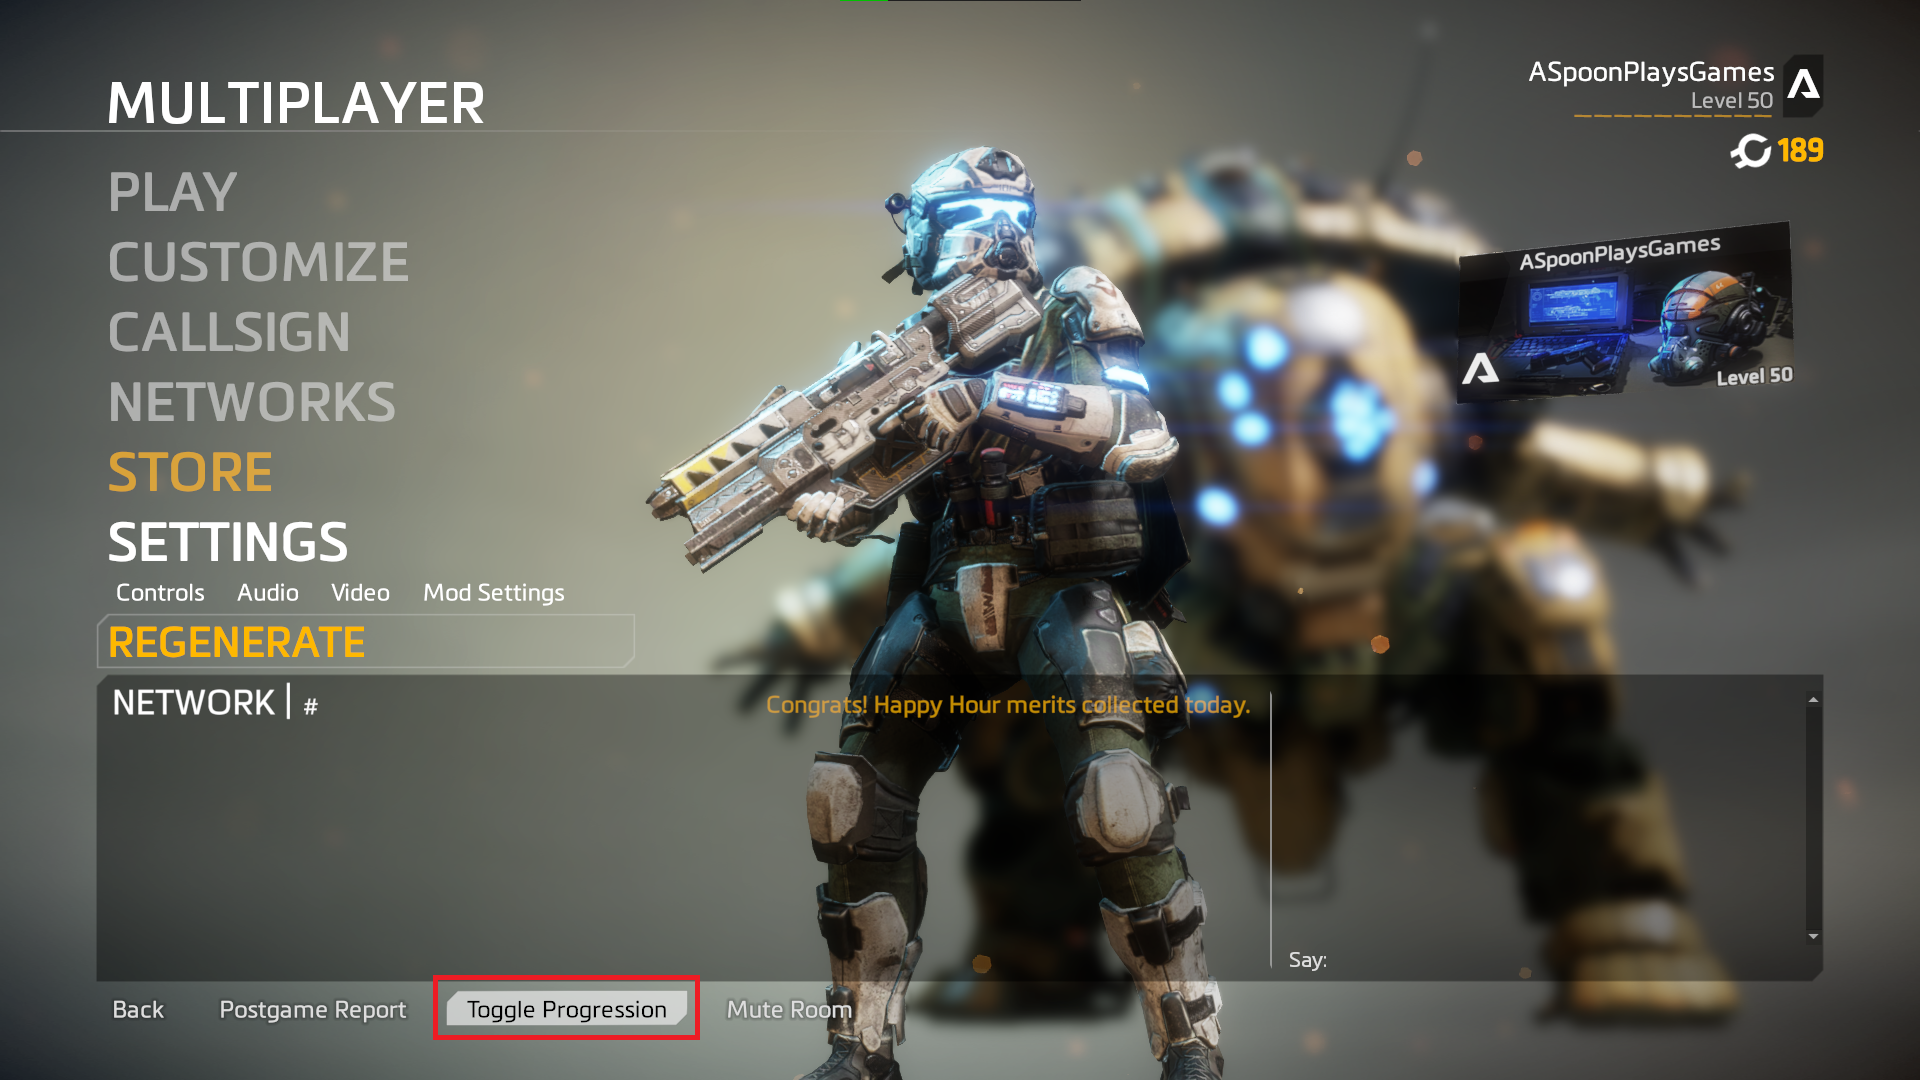 MULTIPLAYER
ASpoonPlaysGames
Level 50
189
PLAY
CUSTOMIZE
CALLSIGN
NETWORKS
STORE
SETTINGS
Controls Audio Video Mod Settings
REGENERATE
ASpoonPlaysGames
Level 50
NETWORK | #
Congrats! Happy Hour merits collected today.
Say:
Back Postgame Report Toggle Progression Mute Room